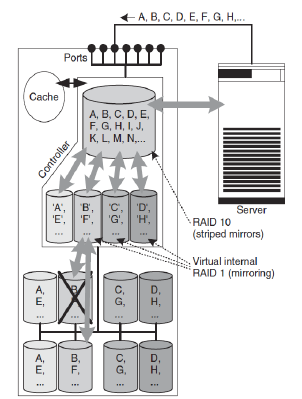 A, B, C, D, E, F, G, H,...
Ports
Cache
A, B, C, D, E,
F, G, H, I, J,
K, L, M, N,...
Controller
Server
'A', 'B', 'C', 'D',
'E', 'F', 'G', 'H',
... ... ... ...
RAID 10
(striped mirrors)
Virtual internal
RAID 1 (mirroring)
A, B, C, D,
E, G, H,
... ... ... ...
A, B, C, D,
E, F, G, H,
... ... ... ...